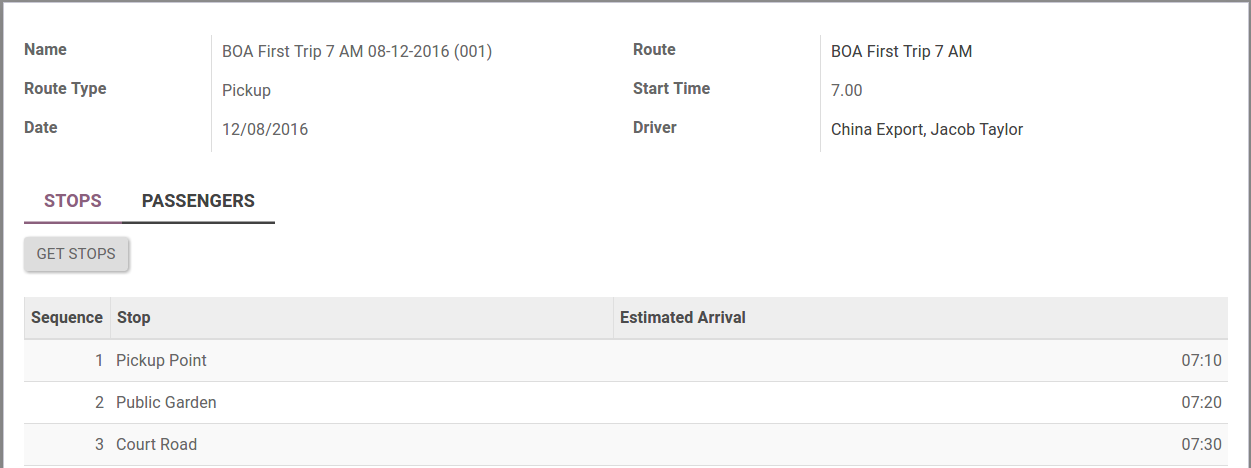 Name BOA First Trip 7 AM 08-12-2016 (001) Route BOA First Trip 7 AM
Route Type Pickup Start Time 7.00
Date 12/08/2016 Driver China Export, Jacob Taylor
STOPS PASSENGERS
GET STOPS
Sequence Stop Estimated Arrival
1 Pickup Point 07:10
2 Public Garden 07:20
3 Court Road 07:30